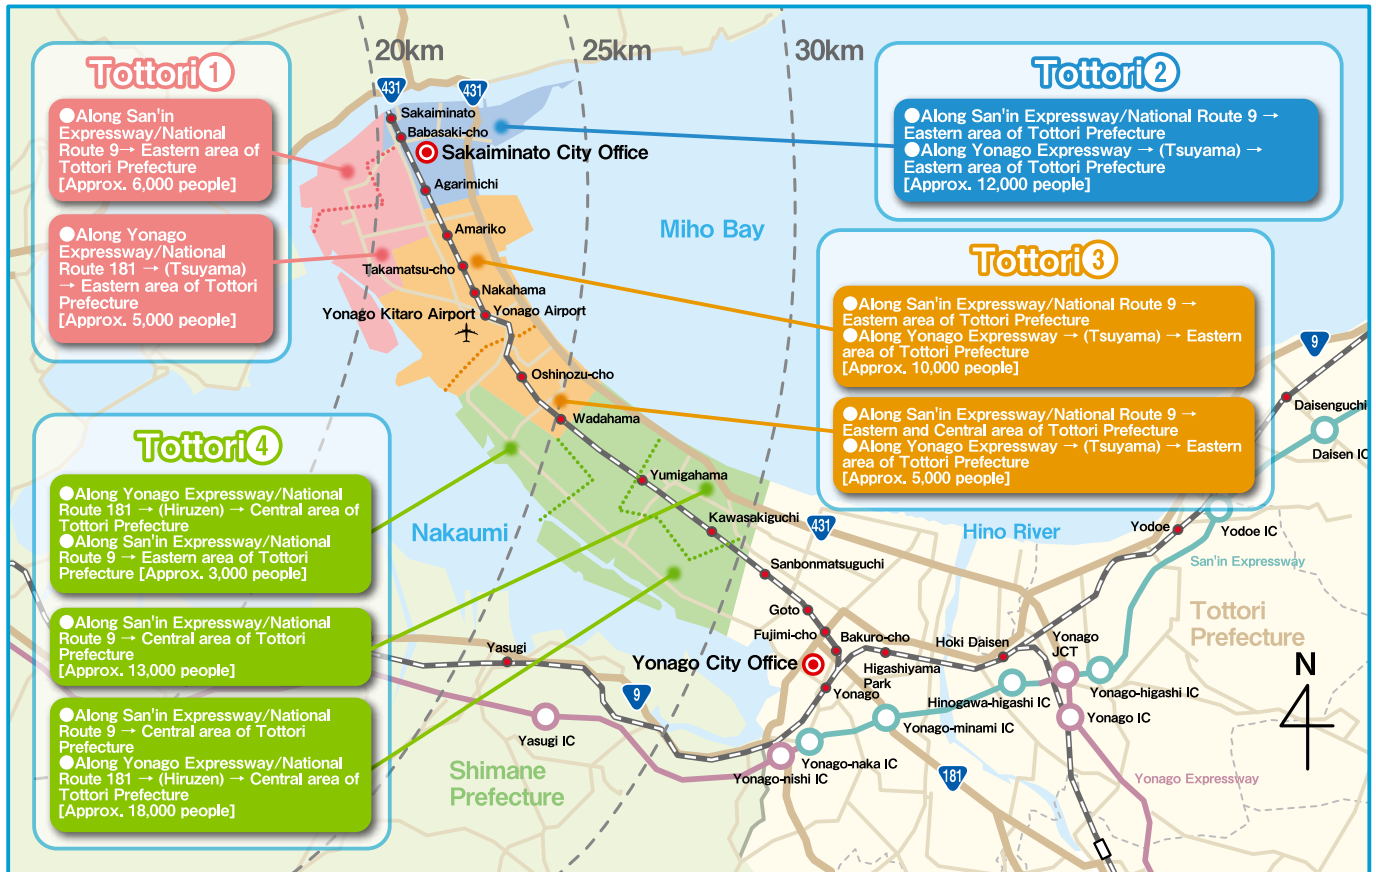 20km
25km
30km
Tottori①
●Along San'in
Expressway/National
Route 9→ Eastern area of
Tottori Prefecture
[Approx. 6,000 people]
●Along Yonago
Expressway/National
Route 181 → (Tsuyama)
→ Eastern area of Tottori
Prefecture
[Approx. 5,000 people]
Tottori②
●Along San'in Expressway/National Route 9 →
Eastern area of Tottori Prefecture
●Along Yonago Expressway → (Tsuyama) →
Eastern area of Tottori Prefecture
[Approx. 12,000 people]
Tottori③
●Along San'in Expressway/National Route 9 →
Eastern area of Tottori Prefecture
●Along Yonago Expressway → (Tsuyama) → Eastern
area of Tottori Prefecture
[Approx. 10,000 people]
●Along San'in Expressway/National Route 9 →
Eastern and Central area of Tottori Prefecture
●Along Yonago Expressway → (Tsuyama) → Eastern
area of Tottori Prefecture
[Approx. 5,000 people]
Tottori④
●Along Yonago Expressway/National
Route 181 → (Hiruzen) → Central area of
Tottori Prefecture
●Along San'in Expressway/National
Route 9 → Eastern area of Tottori
Prefecture [Approx. 3,000 people]
●Along San'in Expressway/National
Route 9 → Central area of Tottori
Prefecture
[Approx. 13,000 people]
●Along San'in Expressway/National
Route 9 → Central area of Tottori
Prefecture
●Along Yonago Expressway/National
Route 181 → (Hiruzen) → Central area of
Tottori Prefecture
[Approx. 18,000 people]
431
431
Sakaiminato
Babasaki-cho
Sakaiminato City Office
Agarimichi
Amariko
Takamatsu-cho
Nakahama
Yonago Kitaro Airport
Yonago Airport
Oshinozu-cho
Wadahama
Yumigahama
Kawasakiguchi
Sanbonmatsuguchi
Goto
Fujimi-cho
Bakuro-cho
Yonago City Office
Higashiyama
Park
Yonago
Hoki Daisen
Miho Bay
Nakaumi
Hino River
431
9
Daisenguchi
Daisen IC
Yodoe
Yodoe IC
San'in Expressway
Tottori
Prefecture
Yonago
JCT
Yonago-higashi IC
Hinogawa-higashi IC
Yonago IC
Yonago-minami IC
Yonago-naka IC
Yonago-nishi IC
Yonago Expressway
181
Yasugi
9
Yasugi IC
Shimane
Prefecture
N